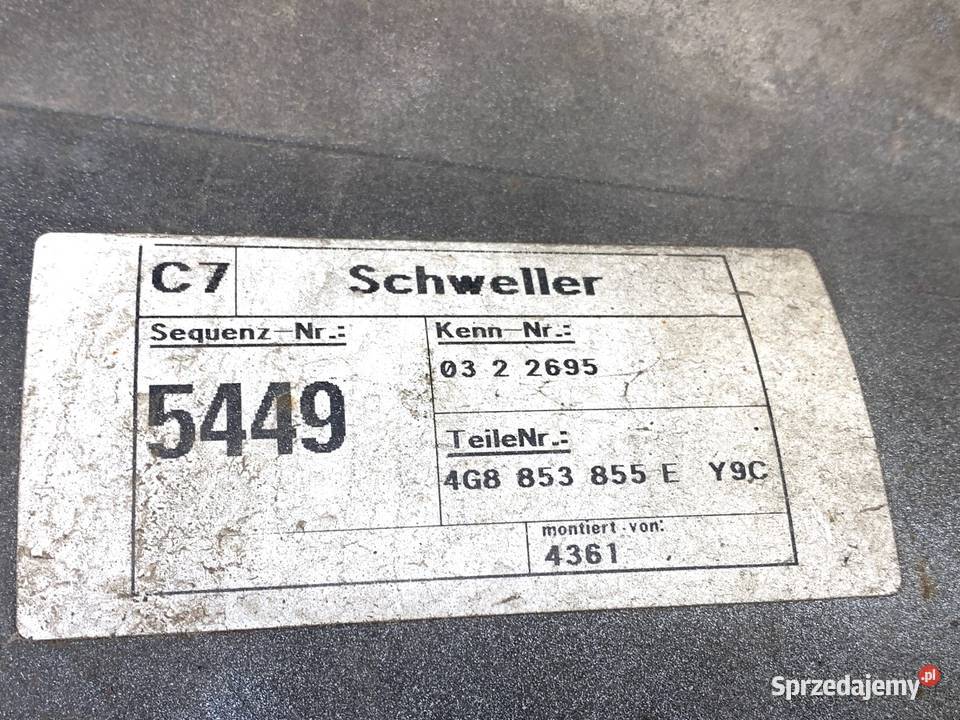 C7 Schweller
Sequenz-Nr.:
5449
Kenn-Nr.:
03 2 2695
TeileNr.:
4G8 853 855 E Y9C
montiert von:
4361
Sprzedajemy.pl